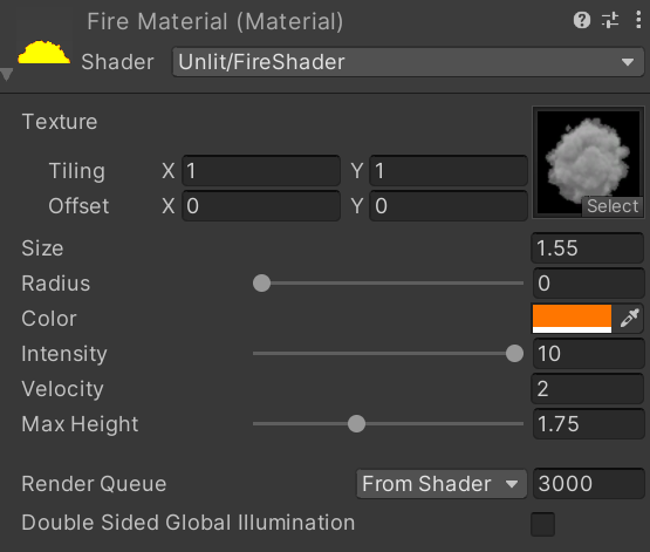 Fire Material (Material)
Shader Unlit/FireShader
Texture
Tiling X 1 Y 1
Offset X 0 Y 0
Select
Size 1.55
Radius 0
Color
Intensity 10
Velocity 2
Max Height 1.75
Render Queue From Shader 3000
Double Sided Global Illumination